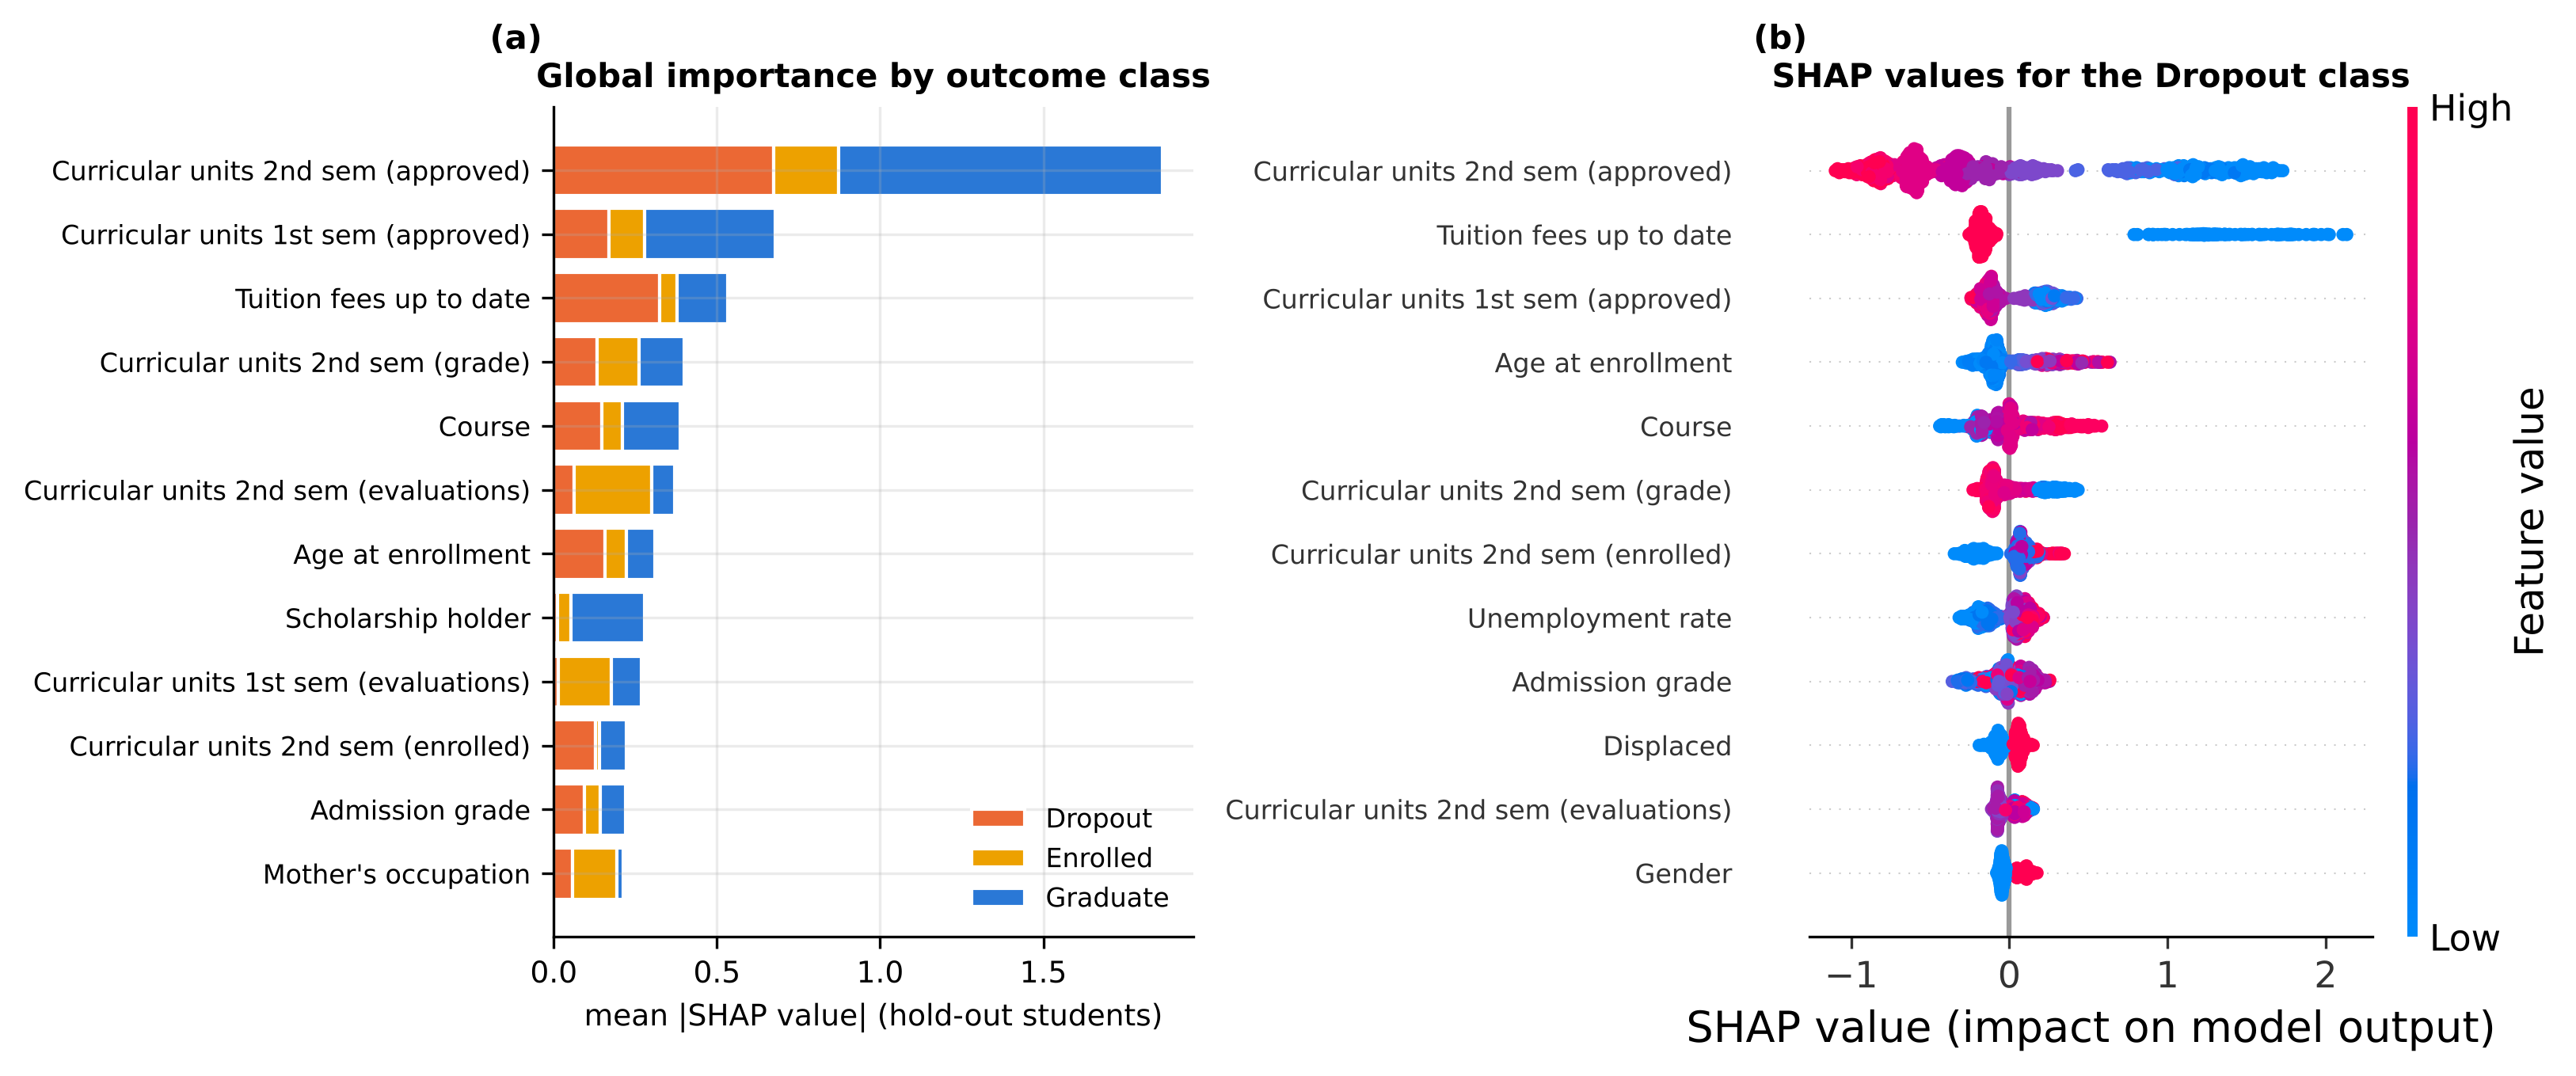 (a)
Global importance by outcome class
Curricular units 2nd sem (approved)
Curricular units 1st sem (approved)
Tuition fees up to date
Curricular units 2nd sem (grade)
Course
Curricular units 2nd sem (evaluations)
Age at enrollment
Scholarship holder
Curricular units 1st sem (evaluations)
Curricular units 2nd sem (enrolled)
Admission grade
Mother's occupation
Dropout
Enrolled
Graduate
0.0 0.5 1.0 1.5
mean |SHAP value| (hold-out students)
(b)
SHAP values for the Dropout class
Curricular units 2nd sem (approved)
Tuition fees up to date
Curricular units 1st sem (approved)
Age at enrollment
Course
Curricular units 2nd sem (grade)
Curricular units 2nd sem (enrolled)
Unemployment rate
Admission grade
Displaced
Curricular units 2nd sem (evaluations)
Gender
−1 0 1 2
SHAP value (impact on model output)
High
Feature value
Low